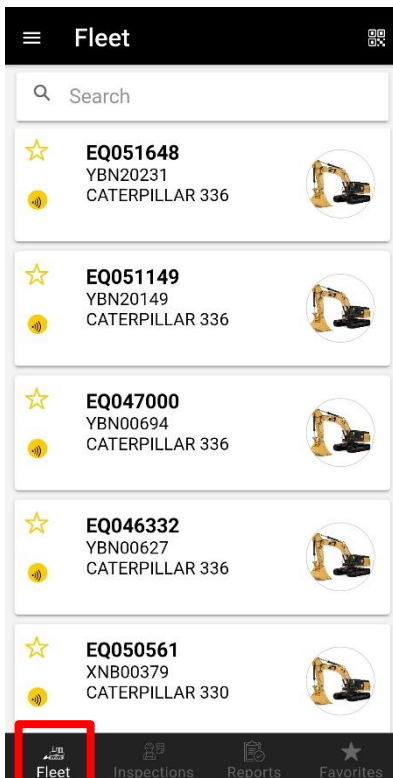 Fleet
Search
EQ051648
YBN20231
CATERPILLAR 336
EQ051149
YBN20149
CATERPILLAR 336
EQ047000
YBN00694
CATERPILLAR 336
EQ046332
YBN00627
CATERPILLAR 336
EQ050561
XNB00379
CATERPILLAR 330
Fleet Inspections Reports Favorites